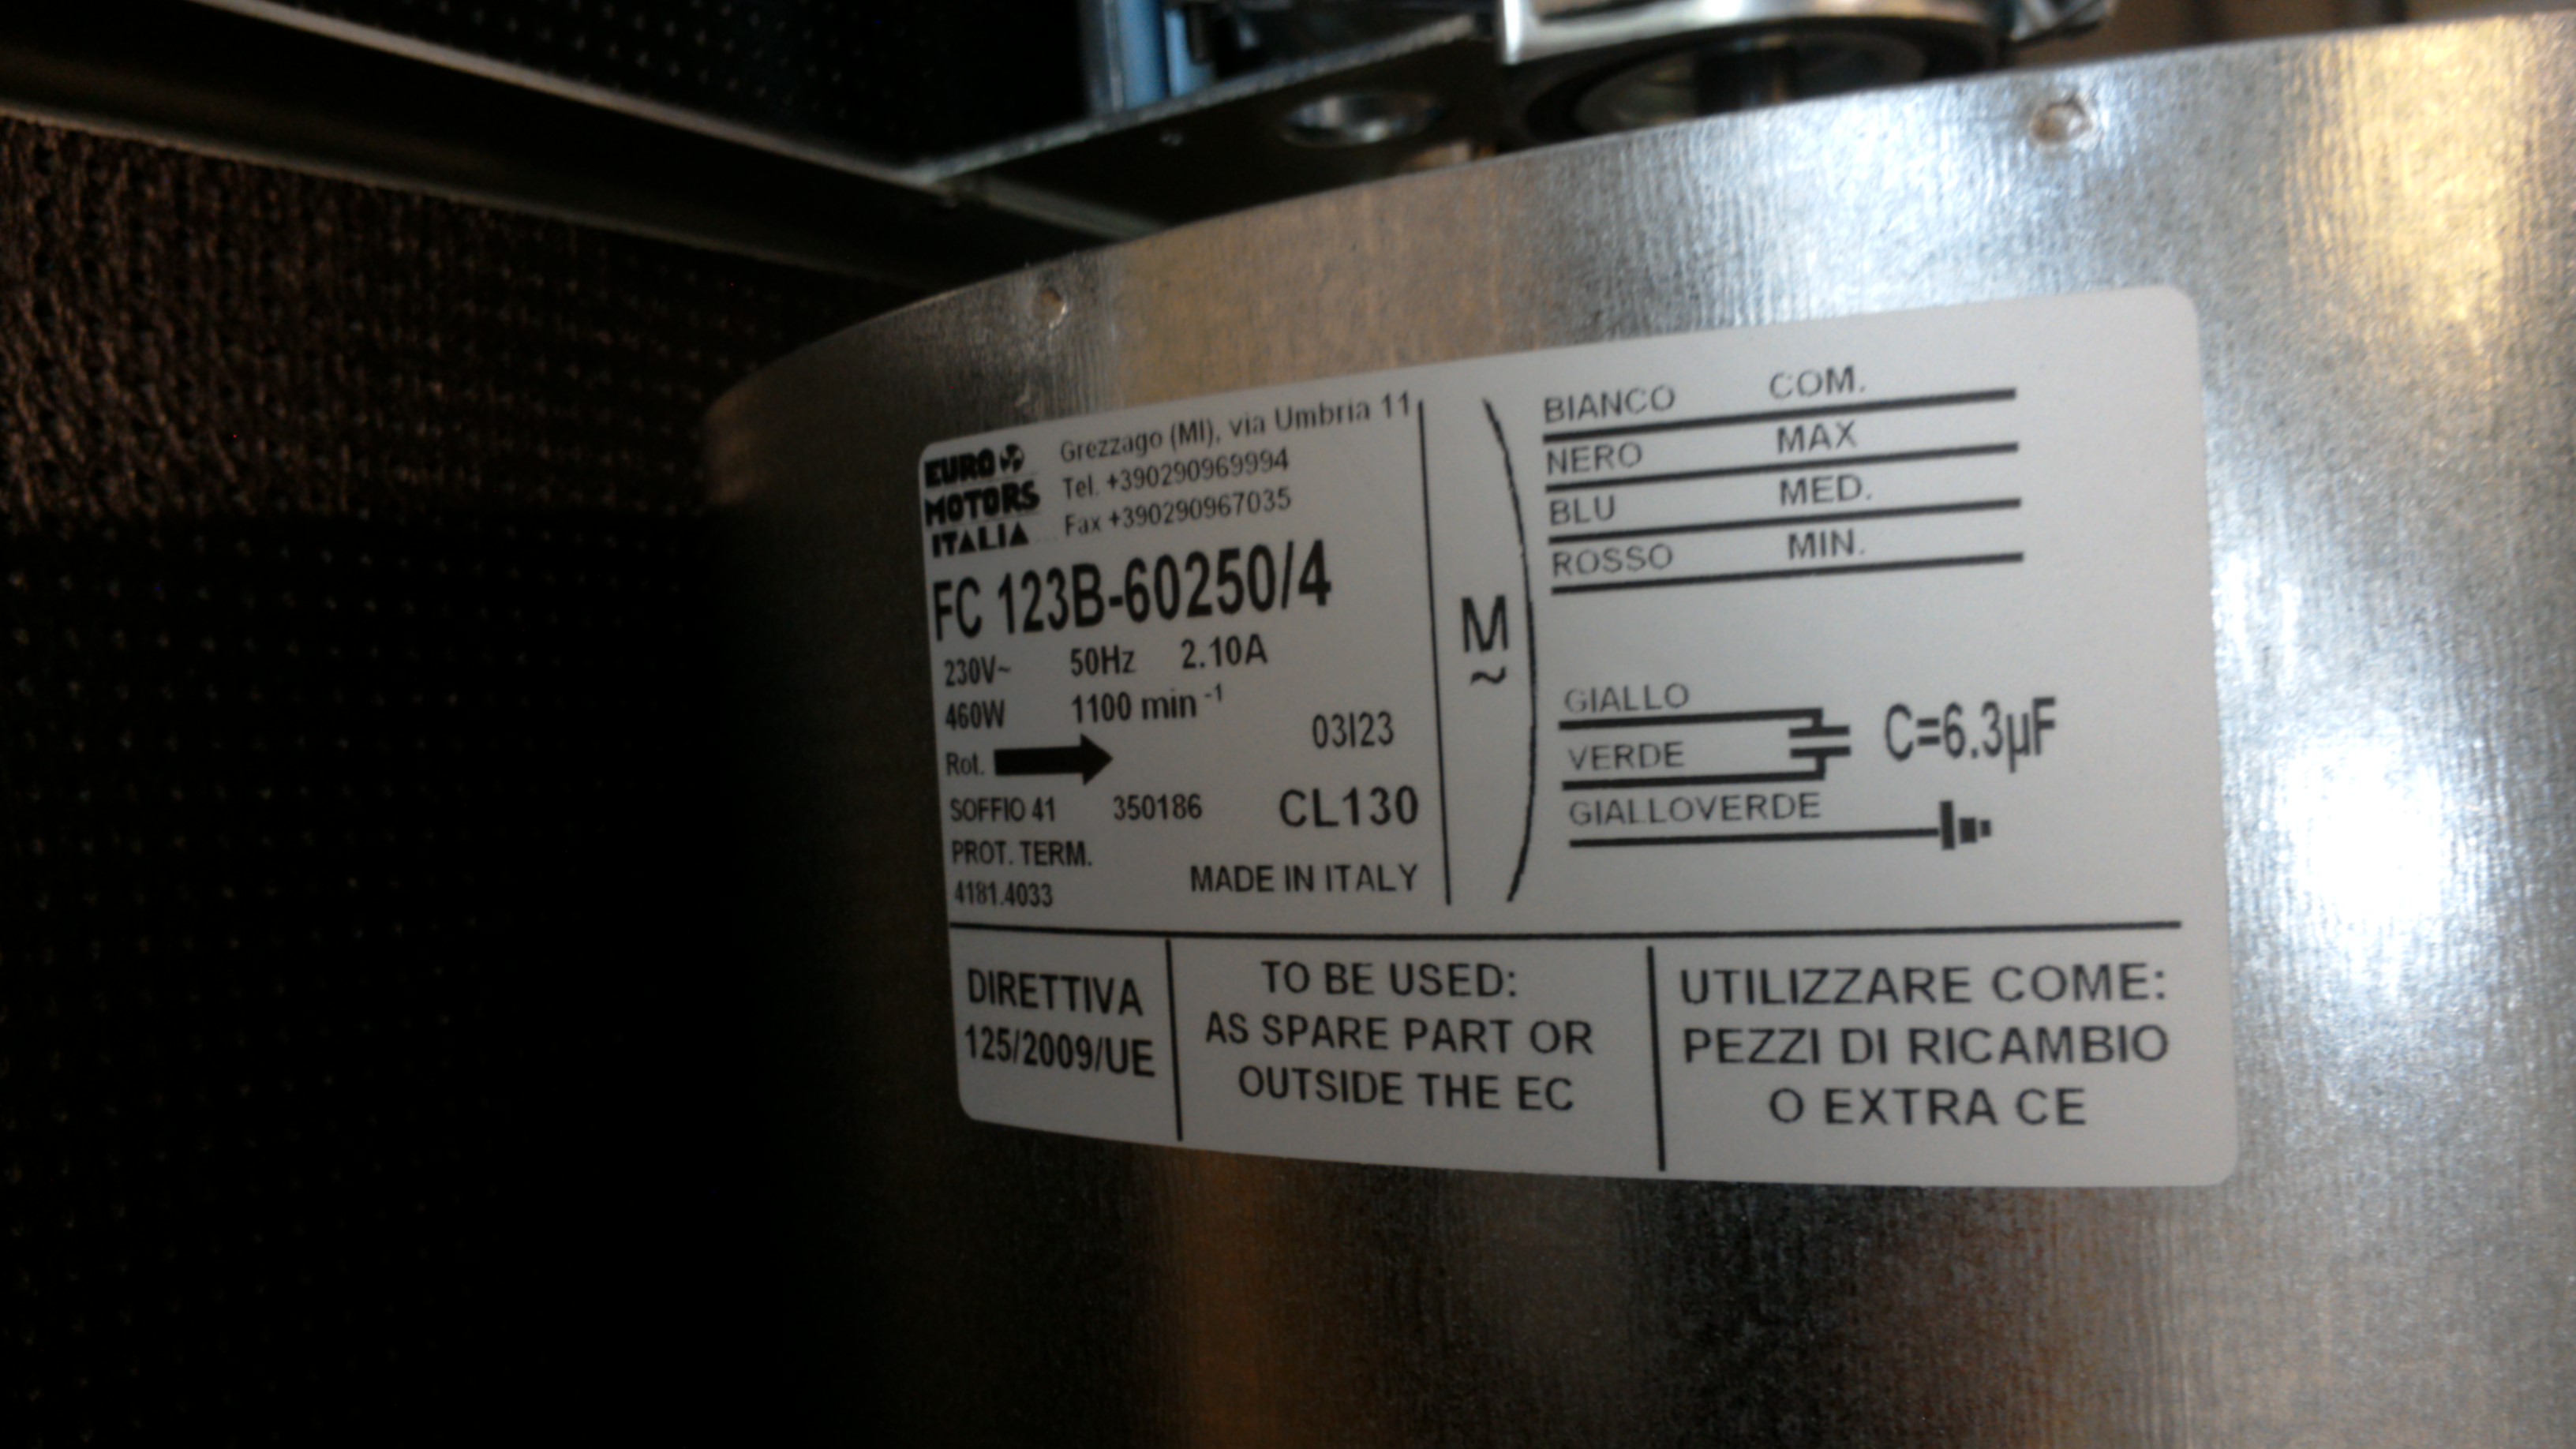 EURO
MOTORS
ITALIA
Grezzago (MI), via Umbria 11
Tel. +390290969994
Fax +390290967035
FC 123B-60250/4
230V~ 50Hz 2.10A
460W 1100 min -1
03I23
Rot.
SOFFIO 41 350186 CL130
PROT. TERM.
4181.4033 MADE IN ITALY
M
~
BIANCO COM.
NERO MAX
BLU MED.
ROSSO MIN.
GIALLO
VERDE
C=6.3µF
GIALLOVERDE
DIRETTIVA
125/2009/UE
TO BE USED:
AS SPARE PART OR
OUTSIDE THE EC
UTILIZZARE COME:
PEZZI DI RICAMBIO
O EXTRA CE